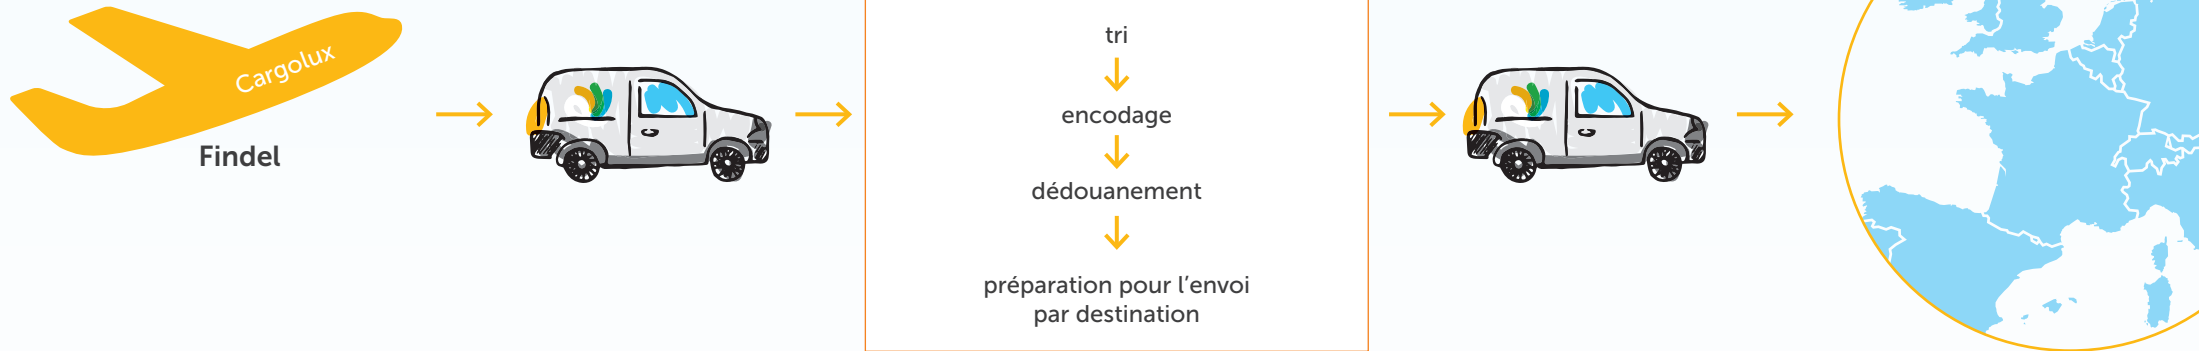 Cargolux
Findel
tri
encodage
dédouanement
préparation pour l’envoi
par destination